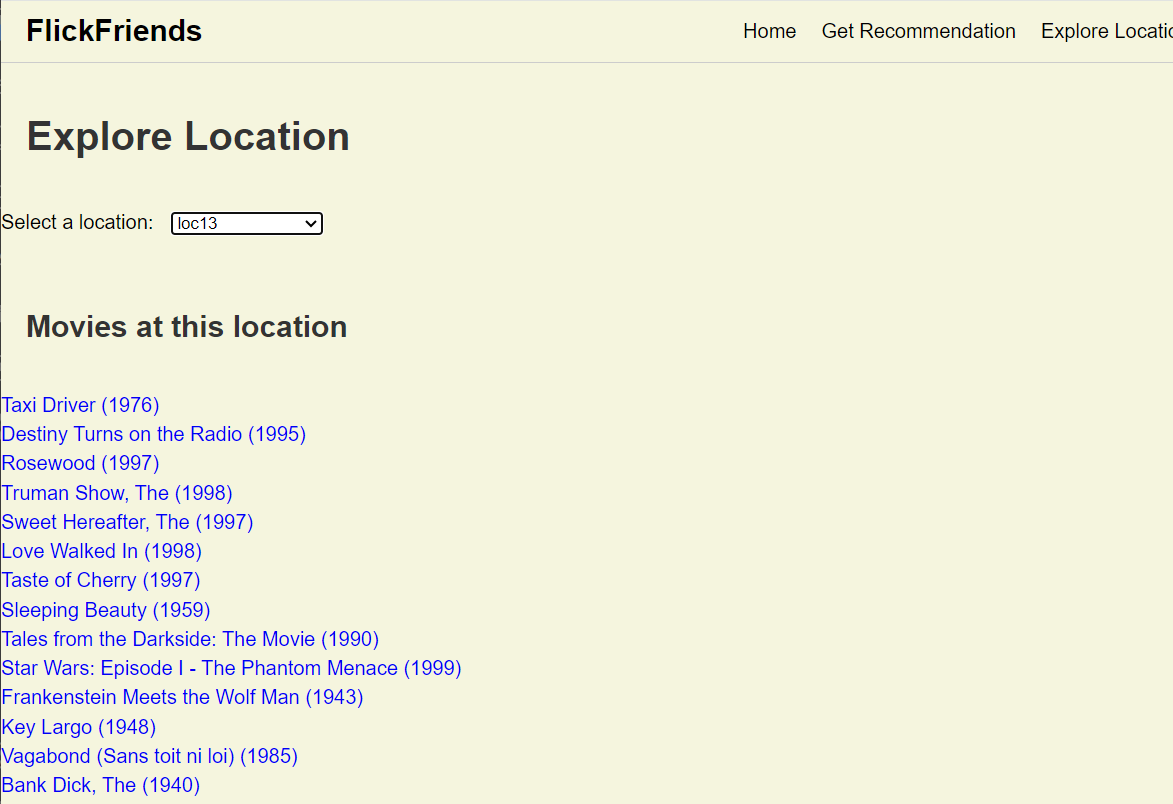 FlickFriends
Home Get Recommendation Explore Locatio
Explore Location
Select a location: loc13
Movies at this location
Taxi Driver (1976)
Destiny Turns on the Radio (1995)
Rosewood (1997)
Truman Show, The (1998)
Sweet Hereafter, The (1997)
Love Walked In (1998)
Taste of Cherry (1997)
Sleeping Beauty (1959)
Tales from the Darkside: The Movie (1990)
Star Wars: Episode I - The Phantom Menace (1999)
Frankenstein Meets the Wolf Man (1943)
Key Largo (1948)
Vagabond (Sans toit ni loi) (1985)
Bank Dick, The (1940)